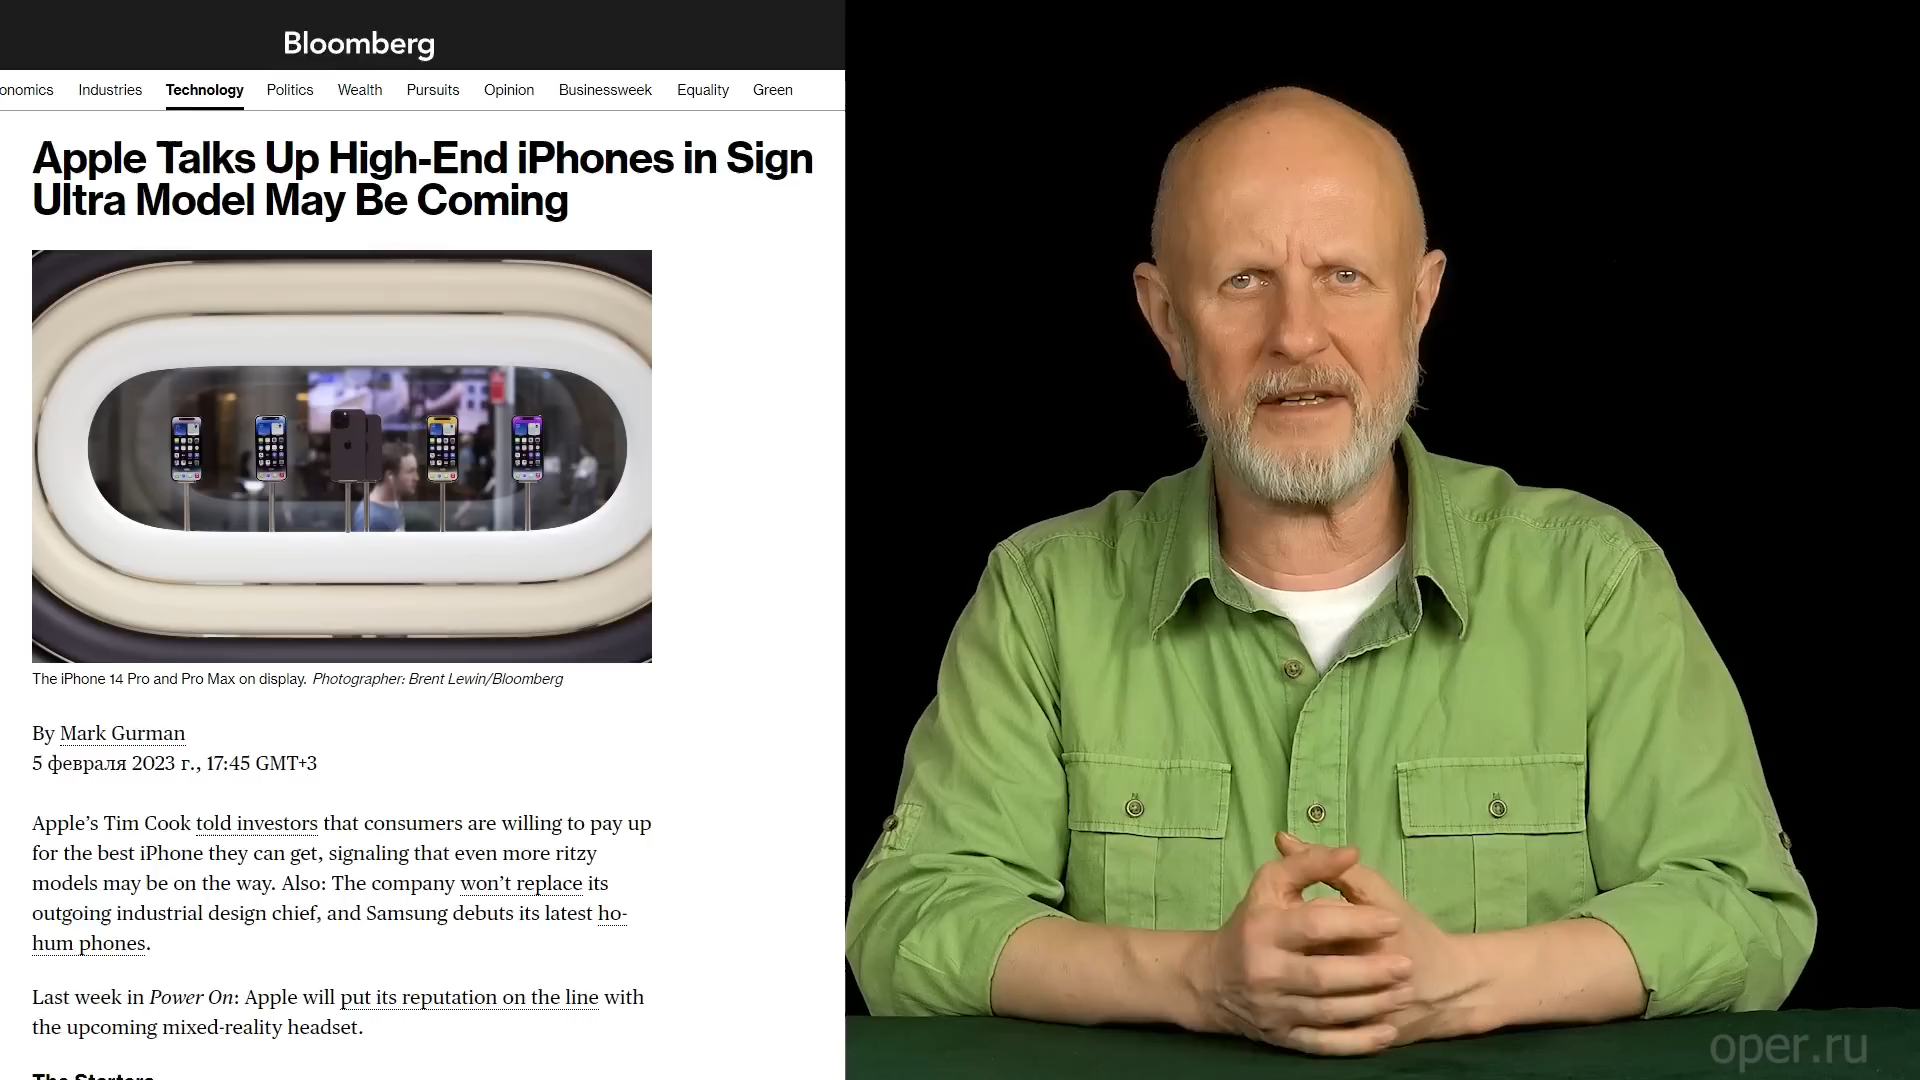 Bloomberg
onomics Industries Technology Politics Wealth Pursuits Opinion Businessweek Equality Green
Apple Talks Up High-End iPhones in Sign
Ultra Model May Be Coming
The iPhone 14 Pro and Pro Max on display. Photographer: Brent Lewin/Bloomberg
By Mark Gurman
5 февраля 2023 г., 17:45 GMT+3
Apple’s Tim Cook told investors that consumers are willing to pay up
for the best iPhone they can get, signaling that even more ritzy
models may be on the way. Also: The company won’t replace its
outgoing industrial design chief, and Samsung debuts its latest ho-
hum phones.
Last week in Power On: Apple will put its reputation on the line with
the upcoming mixed-reality headset.
The Starters
oper.ru